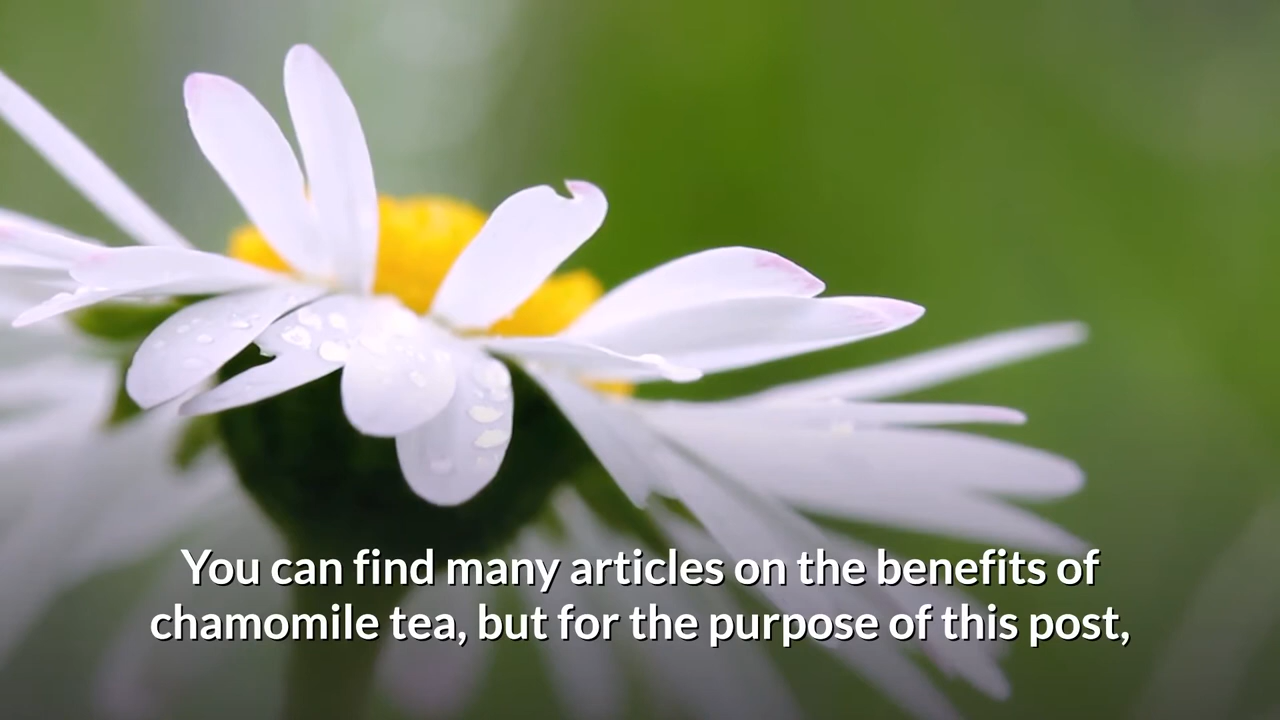 You can find many articles on the benefits of
chamomile tea, but for the purpose of this post,